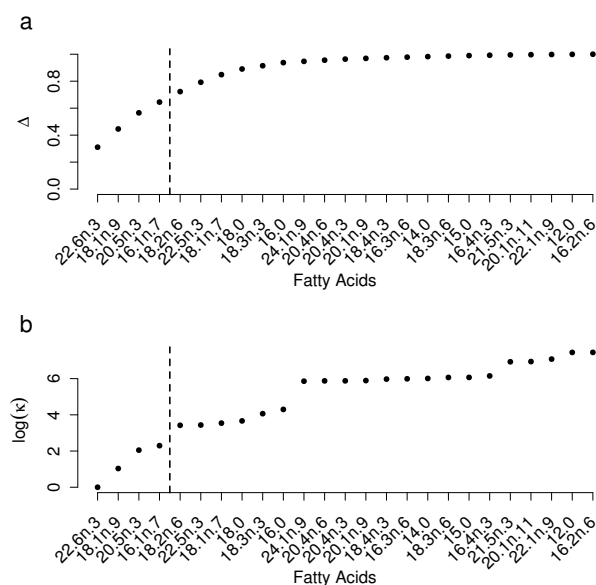 a
Δ
0.0 0.4 0.8
22.6n.3 18.1n.9 20.5n.3 16.1n.7 18.2n.6 22.5n.3 18.1n.7 18.0 18.3n.3 16.0 24.1n.9 20.4n.6 20.4n.3 20.1n.9 18.4n.3 16.3n.6 14.0 18.3n.6 15.0 16.4n.3 21.5n.3 20.1n.11 22.1n.9 12.0 16.2n.6
Fatty Acids
b
log(κ)
0 2 4 6
22.6n.3 18.1n.9 20.5n.3 16.1n.7 18.2n.6 22.5n.3 18.1n.7 18.0 18.3n.3 16.0 24.1n.9 20.4n.6 20.4n.3 20.1n.9 18.4n.3 16.3n.6 14.0 18.3n.6 15.0 16.4n.3 21.5n.3 20.1n.11 22.1n.9 12.0 16.2n.6
Fatty Acids